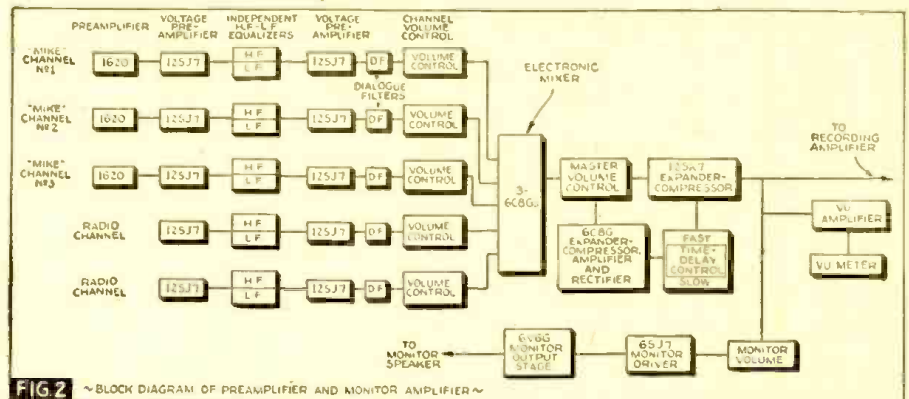 PREAMPLIFIER
VOLTAGE
PRE-
AMPLIFIER
INDEPENDENT
H.F.-L.F.
EQUALIZERS
VOLTAGE
PRE-
AMPLIFIER
CHANNEL
VOLUME
CONTROL
"MIKE"
CHANNEL
Nº1
1620
12SJ7
H F
L F
12SJ7
DF
VOLUME
CONTROL
DIALOGUE
FILTERS
ELECTRONIC
MIXER
"MIKE"
CHANNEL
Nº2
1620
12SJ7
H F
L F
12SJ7
DF
VOLUME
CONTROL
"MIKE"
CHANNEL
Nº3
1620
12SJ7
H F
L F
12SJ7
DF
VOLUME
CONTROL
RADIO
CHANNEL
12SJ7
H F
L F
12SJ7
DF
VOLUME
CONTROL
RADIO
CHANNEL
12SJ7
H F
L F
12SJ7
DF
VOLUME
CONTROL
3-
6C8Gs
MASTER
VOLUME
CONTROL
12SK7
EXPANDER-
COMPRESSOR
TO
RECORDING
AMPLIFIER
6C8G
EXPANDER-
COMPRESSOR,
AMPLIFIER
AND
RECTIFIER
FAST
TIME-
DELAY
CONTROL
SLOW
VU
AMPLIFIER
VU METER
TO
MONITOR
SPEAKER
6V6G
MONITOR
OUTPUT
STAGE
6SJ7
MONITOR
DRIVER
MONITOR
VOLUME
FIG.2 ~BLOCK DIAGRAM OF PREAMPLIFIER AND MONITOR AMPLIFIER~